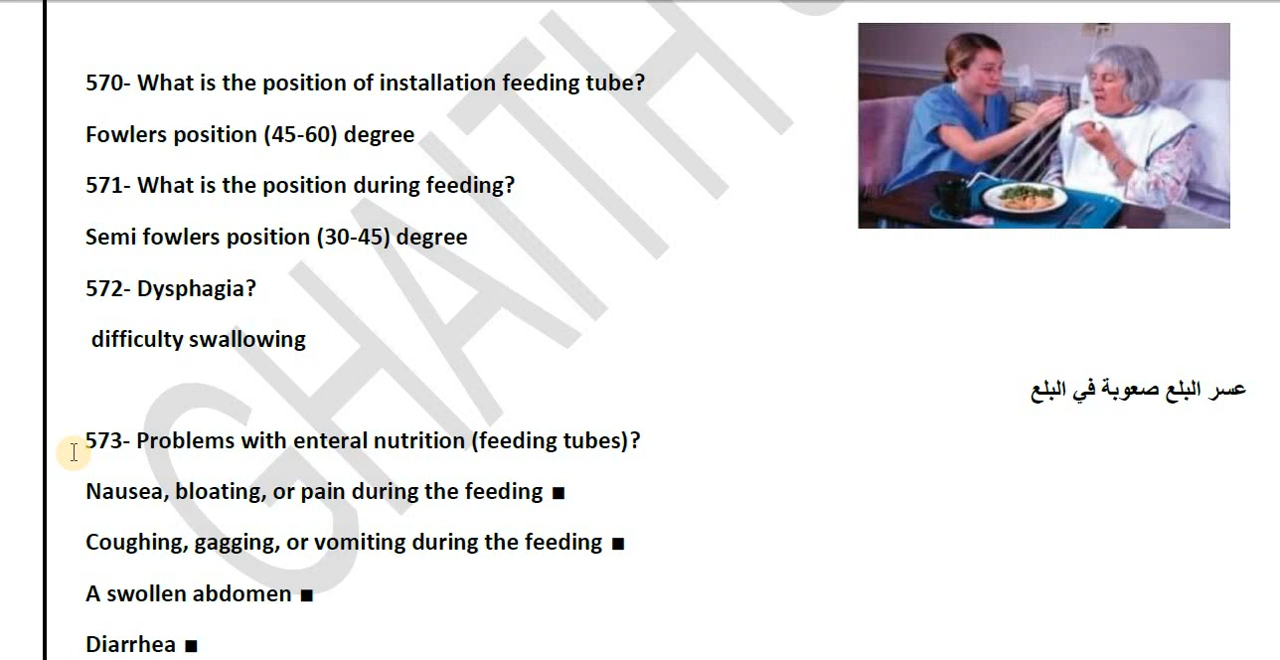 570- What is the position of installation feeding tube?
Fowlers position (45-60) degree
571- What is the position during feeding?
Semi fowlers position (30-45) degree
572- Dysphagia?
difficulty swallowing
عسر البلع صعوبة في البلع
573- Problems with enteral nutrition (feeding tubes)?
Nausea, bloating, or pain during the feeding ■
Coughing, gagging, or vomiting during the feeding ■
A swollen abdomen ■
Diarrhea ■
GHAITH